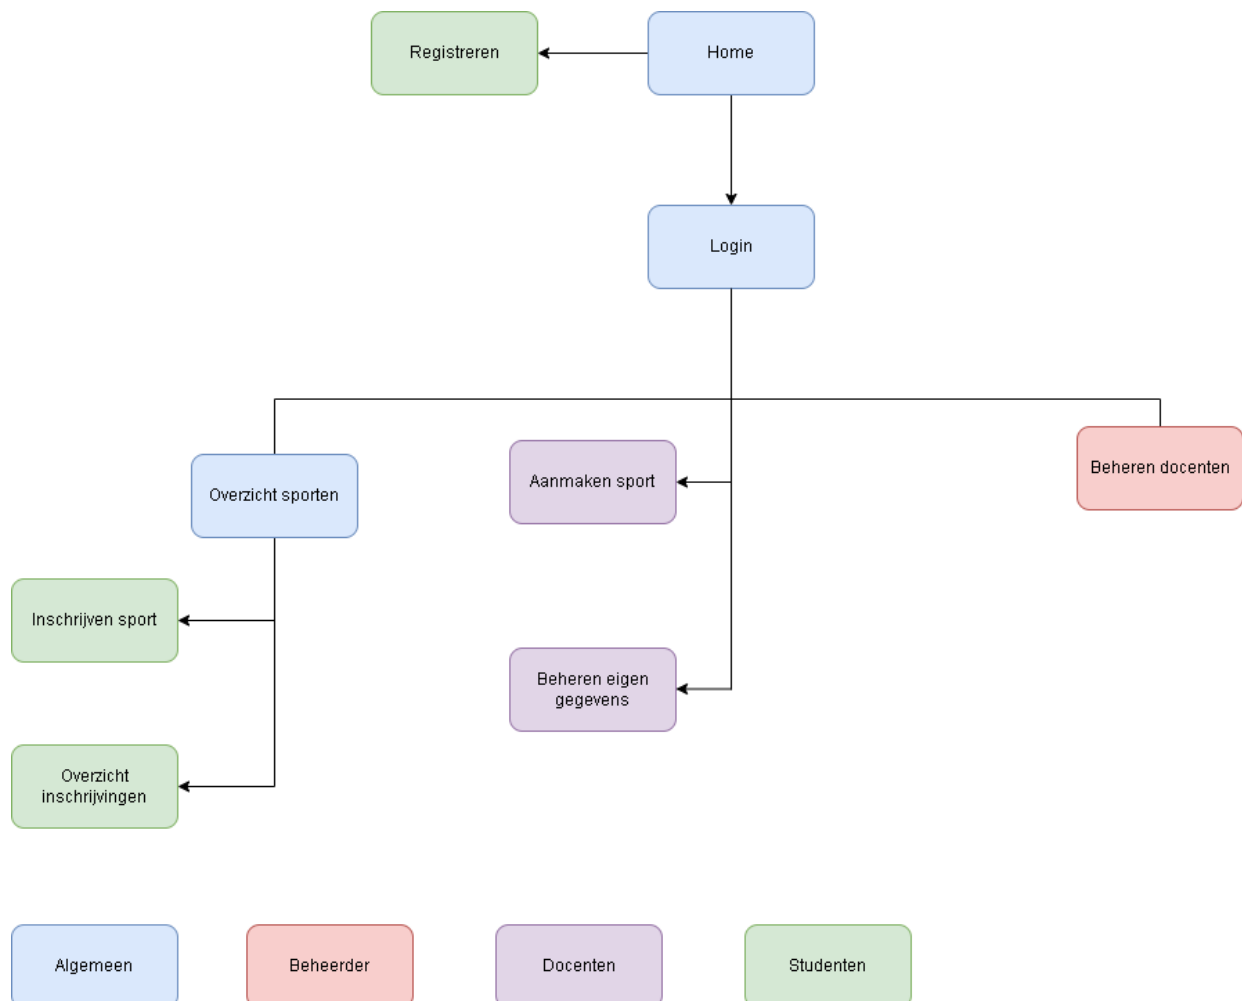 Registreren
Home
Login
Overzicht sporten
Aanmaken sport
Beheren docenten
Inschrijven sport
Beheren eigen
gegevens
Overzicht
inschrijvingen
Algemeen
Beheerder
Docenten
Studenten